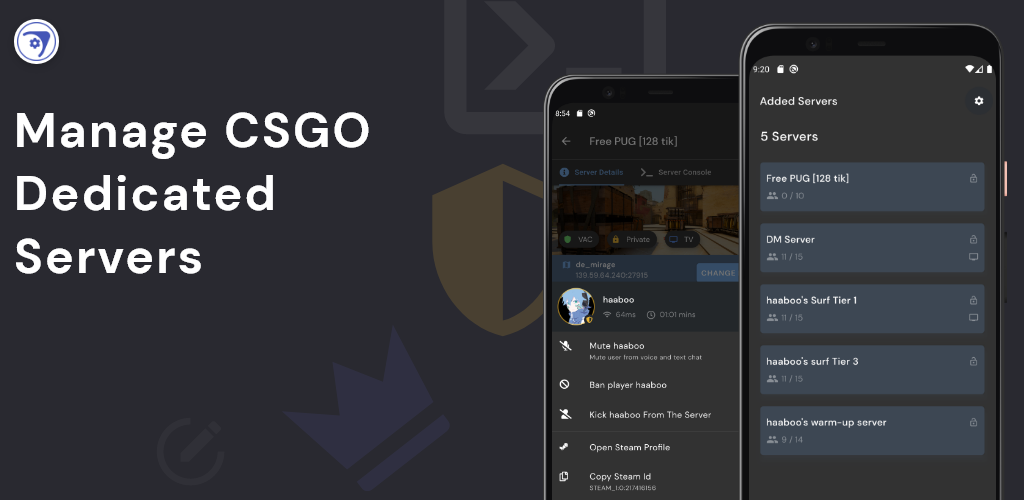 Manage CSGO
Dedicated
Servers
8:54
Free PUG [128 tik]
Server Details
Server Console
VAC
Private
TV
de_mirage
139.59.64.240:27915
CHANGE
haaboo
64ms
01:01 mins
Mute haaboo
Mute user from voice and text chat
Ban player haaboo
Kick haaboo From The Server
Open Steam Profile
Copy Steam Id
STEAM_1:0:217416156
9:20
Added Servers
5 Servers
Free PUG [128 tik]
0 / 10
DM Server
11 / 15
haaboo's Surf Tier 1
11 / 15
haaboo's surf Tier 3
11 / 15
haaboo's warm-up server
9 / 14